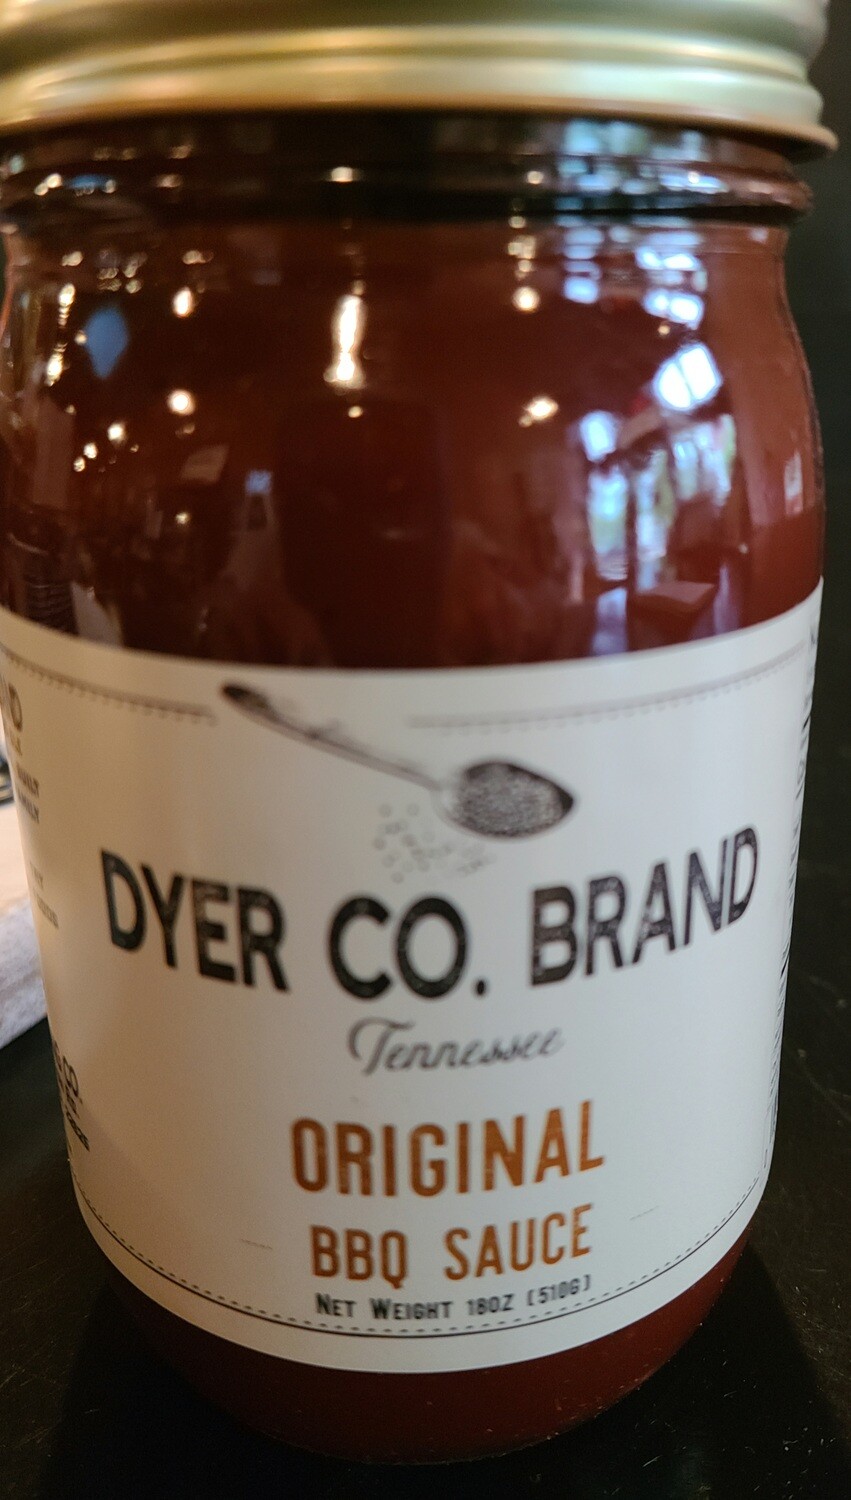 DYER CO. BRAND
Tennessee
ORIGINAL
BBQ SAUCE
NET WEIGHT 18OZ (510G)